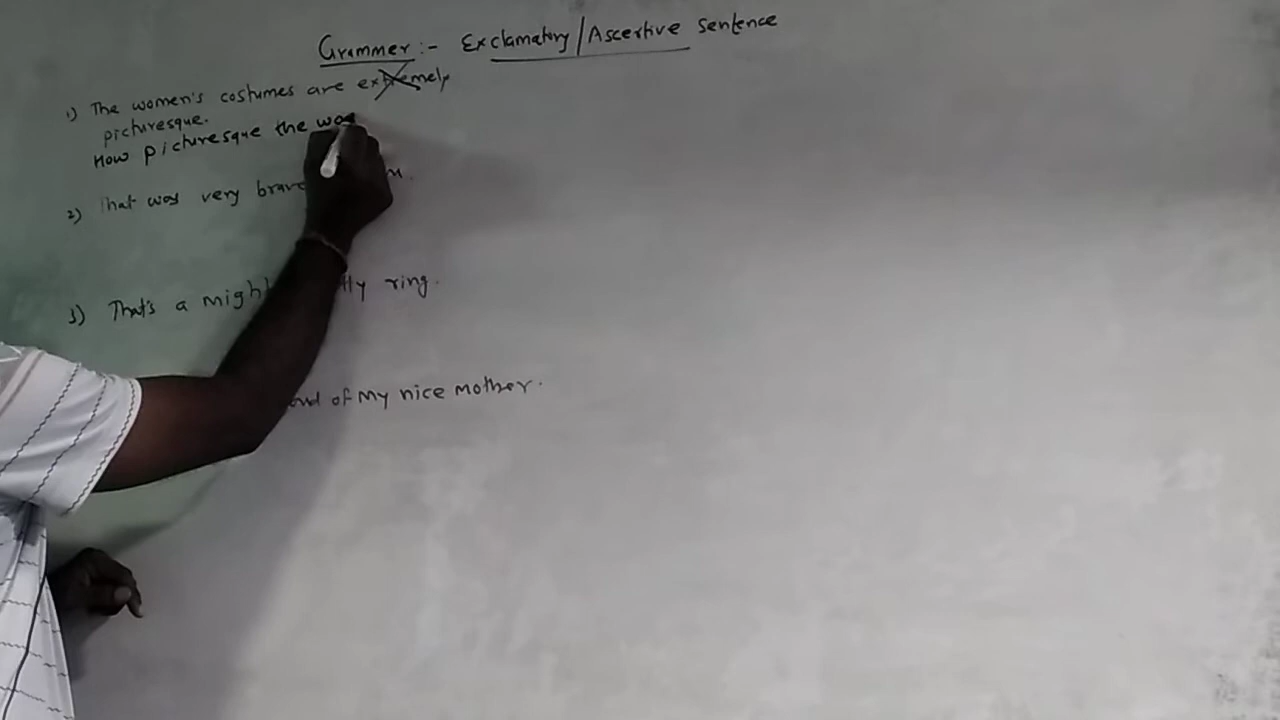 Grammer:- Exclamatory/Ascertive sentence
1) The women's costumes are extremely
picturesque.
How picturesque the wo
2) That was very brave
3) That's a might ring.
of my nice mother.